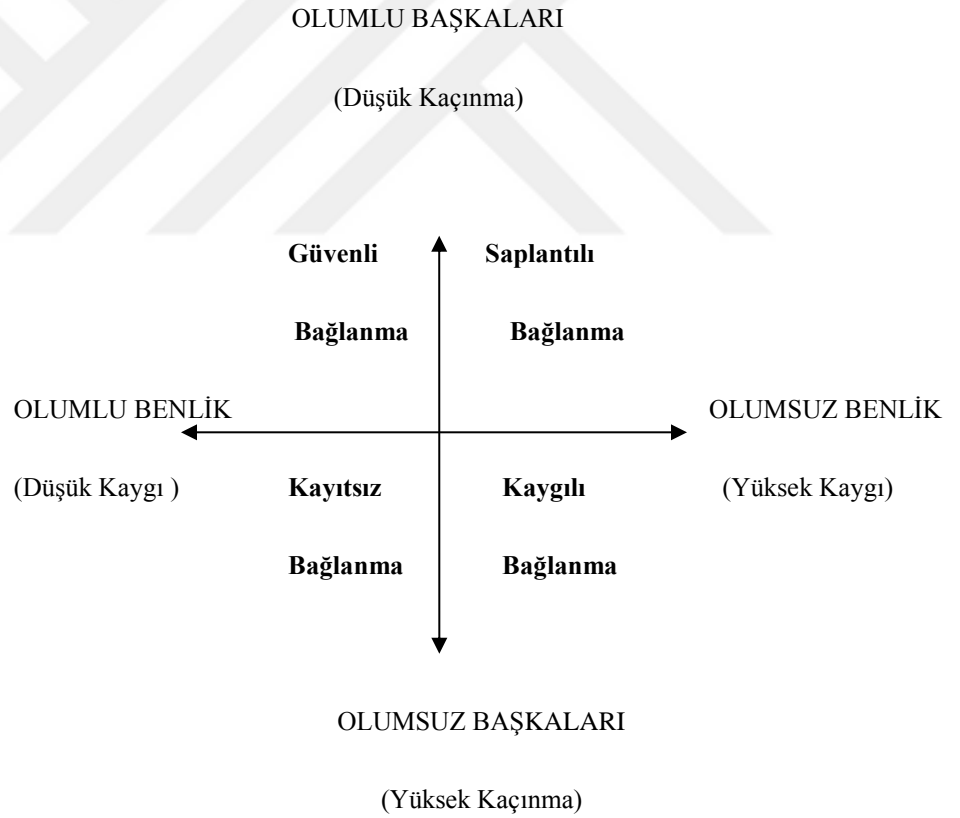 OLUMLU BAŞKALARI
(Düşük Kaçınma)
Güvenli Saplantılı
Bağlanma Bağlanma
OLUMLU BENLİK OLUMSUZ BENLİK
(Düşük Kaygı ) Kayıtsız Kaygılı (Yüksek Kaygı)
Bağlanma Bağlanma
OLUMSUZ BAŞKALARI
(Yüksek Kaçınma)